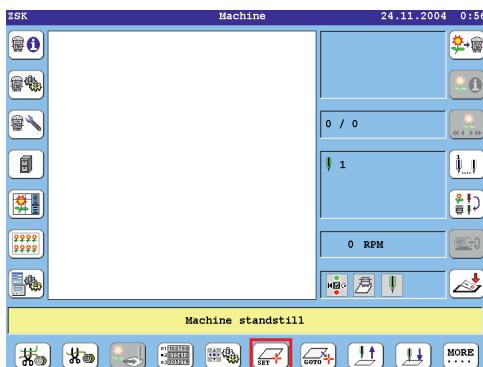 ZSK Machine 24.11.2004 0:56
0 / 0
1
0 RPM
Machine standstill
SET GOTO MORE